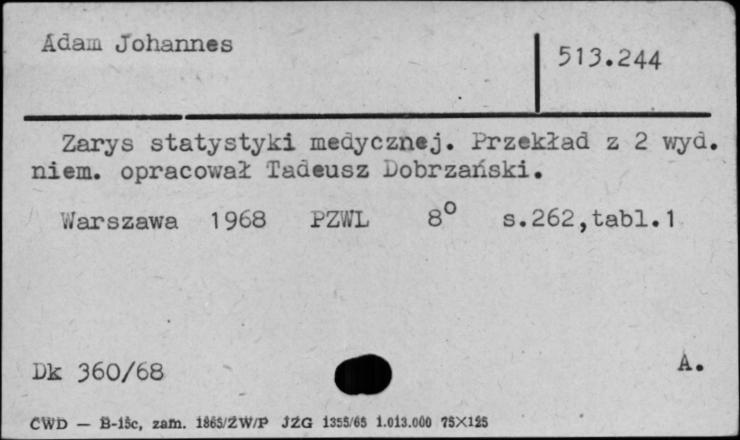 Adam Johannes
513.244
Zarys statystyki medycznej. Przekład z 2 wyd.
niem. opracował Tadeusz Dobrzański.
Warszawa 1968 PZWL 8° s.262,tabl.1
Dk 360/68
A.
CWD — B-15c, zam. 1865/ZW/P JZG 1355/65 1.013.000 75X125